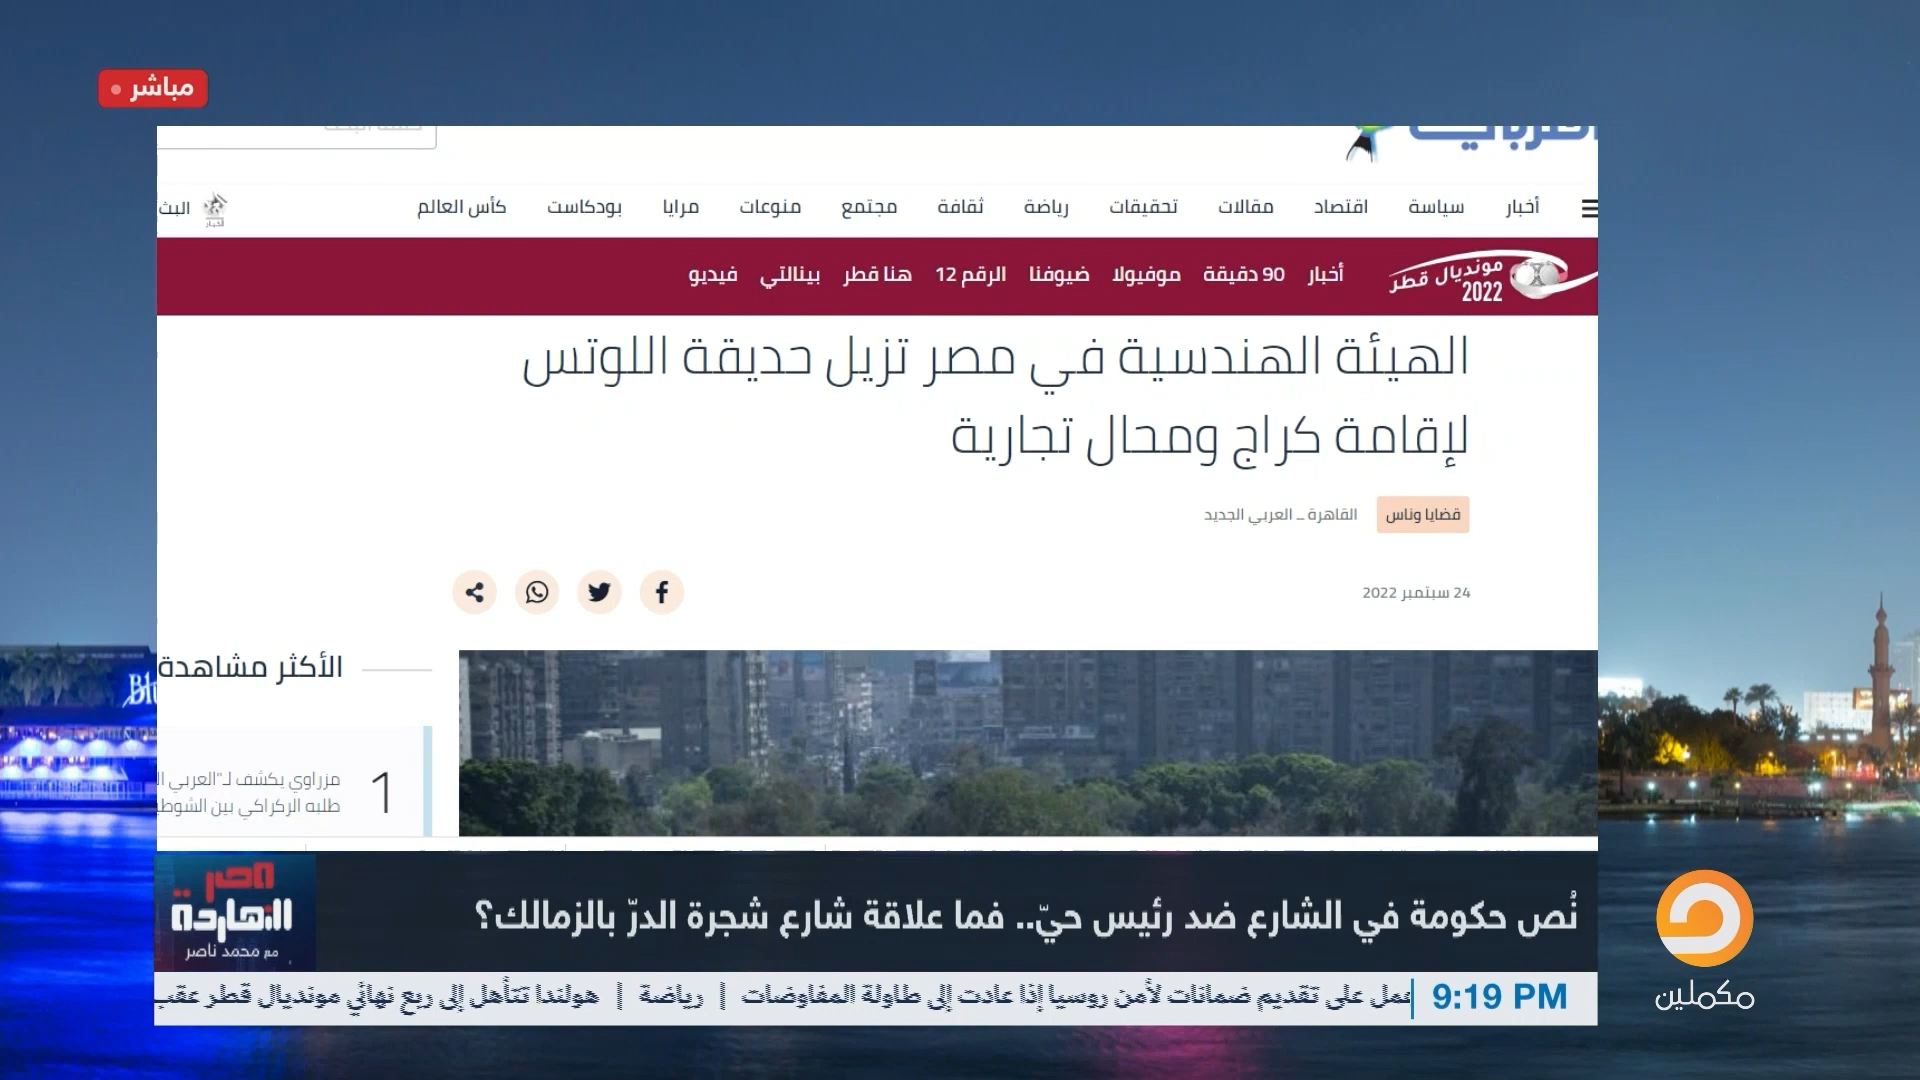 مباشر
أخبار سياسة اقتصاد مقالات تحقيقات رياضة ثقافة مجتمع منوعات مرايا بودكاست كأس العالم
مونديال قطر
2022
أخبار 90 دقيقة موفيولا ضيوفنا الرقم 12 هنا قطر بينالتي فيديو
الهيئة الهندسية في مصر تزيل حديقة اللوتس
لإقامة كراج ومحال تجارية
قضايا وناس القاهرة ــ العربي الجديد
24 سبتمبر 2022
الأكثر مشاهدة
1
مزراوي يكشف لـ"العربي
طلبه الركراكي بين
نُص حكومة في الشارع ضد رئيس حيّ.. فما علاقة شارع شجرة الدرّ بالزمالك؟
مصر
النهاردة
مع محمد ناصر
9:19 PM
على تقديم ضمانات لأمن روسيا إذا عادت إلى طاولة المفاوضات | رياضة | هولندا تتأهل إلى ربع نهائي مونديال قطر
مكملين